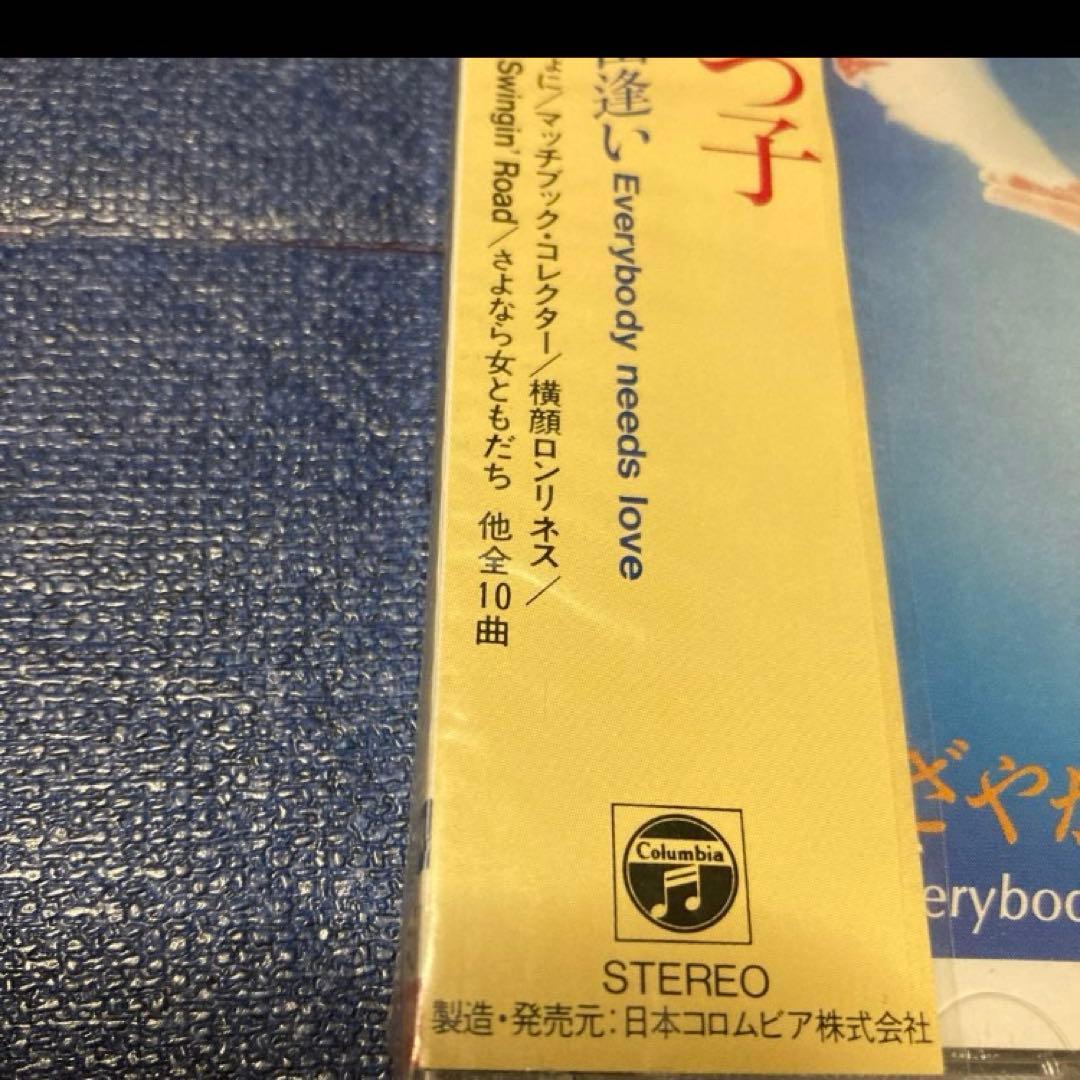 つ子
逢い Everybody needs love
ょに/マッチブック・コレクター/横顔ロンリネス/
Swingin' Road/さよなら女ともだち 他全10曲
ざやか
erybod
Columbia
STEREO
製造・発売元:日本コロムビア株式会社